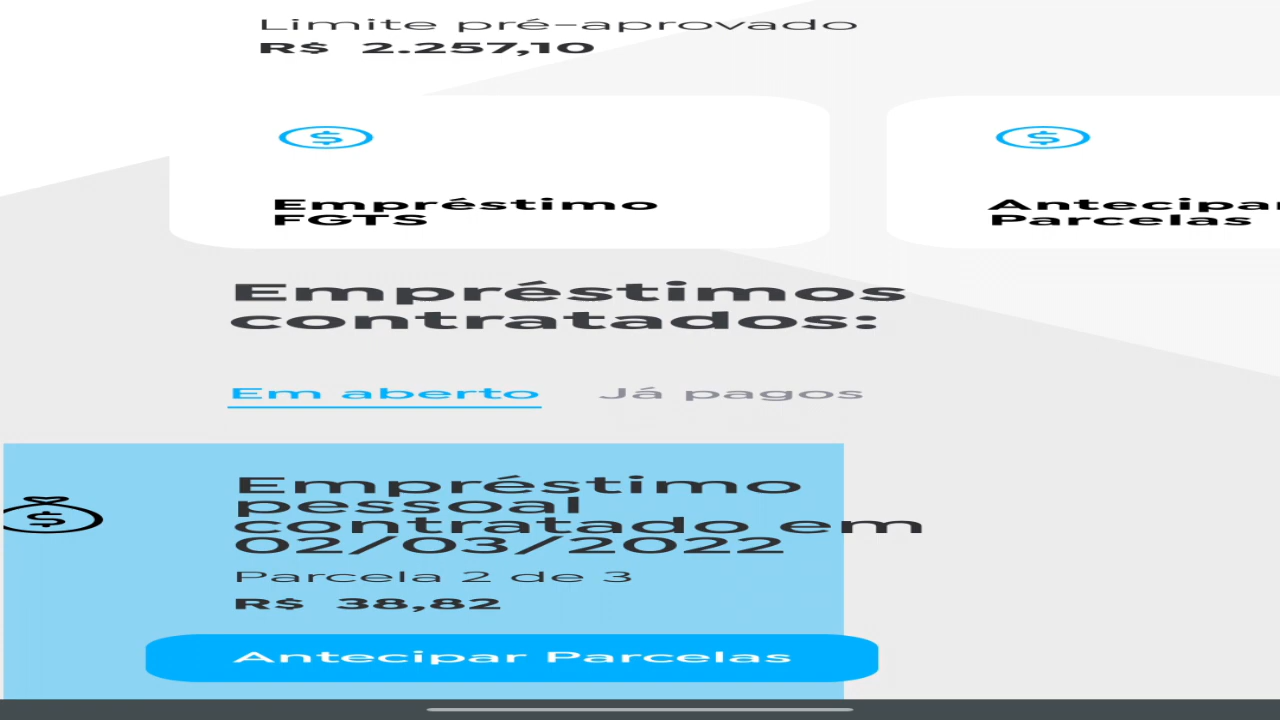 Limite pré-aprovado
R$ 2.257,10
Empréstimo
FGTS
Antecipar
Parcelas
Empréstimos
contratados:
Em aberto
Já pagos
Empréstimo
pessoal
contratado em
02/03/2022
Parcela 2 de 3
R$ 38,82
Antecipar Parcelas